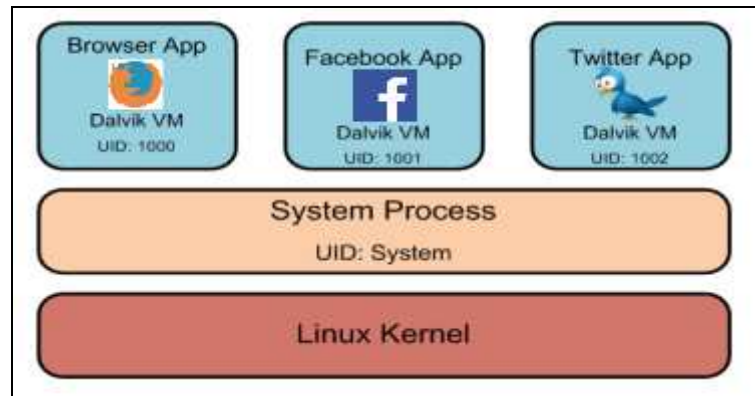 Browser App
Dalvik VM
UID: 1000
Facebook App
f
Dalvik VM
UID: 1001
Twitter App
Dalvik VM
UID: 1002
System Process
UID: System
Linux Kernel